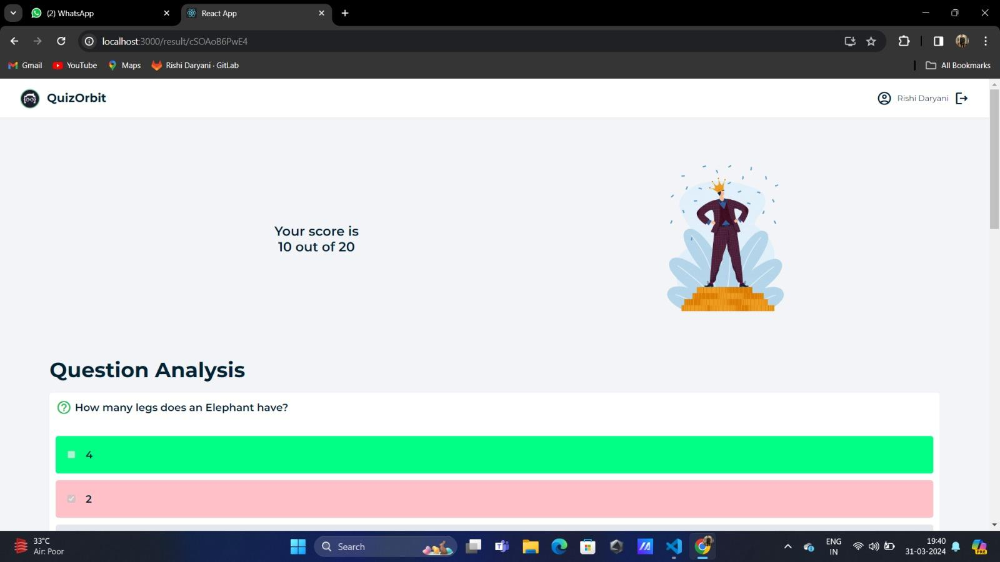 (2) WhatsApp
React App
localhost:3000/result/cSOAoB6PwE4
Gmail
YouTube
Maps
Rishi Daryani · GitLab
All Bookmarks
QuizOrbit
Rishi Daryani
Your score is
10 out of 20
Question Analysis
How many legs does an Elephant have?
4
2
33°C
Air: Poor
Search
ENG
IN
19:40
31-03-2024
PRE